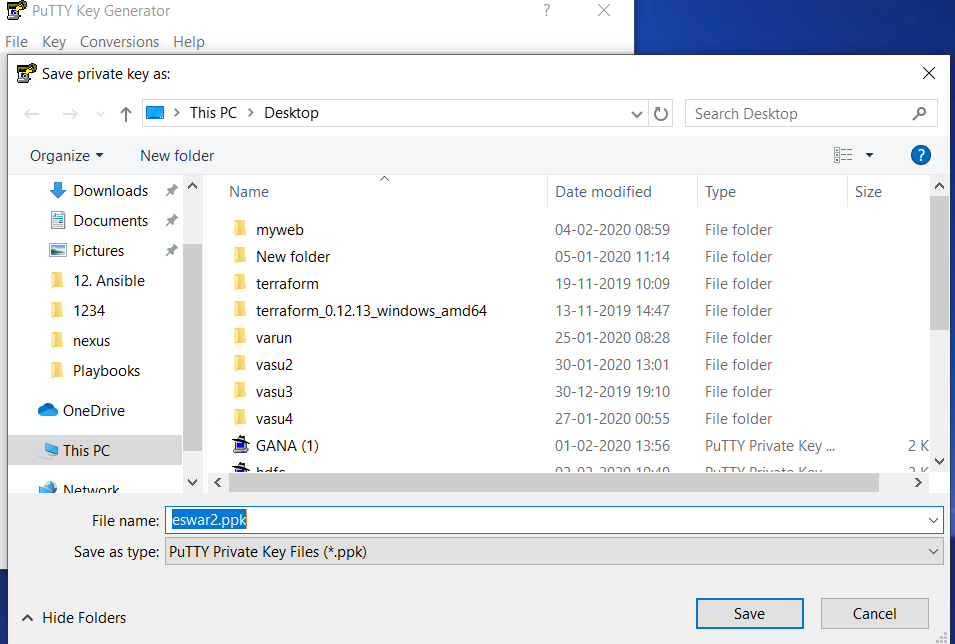 PuTTY Key Generator ?
File Key Conversions Help
Save private key as:
This PC > Desktop
Search Desktop
Organize New folder ?
Name Date modified Type Size
Downloads
Documents
Pictures
12. Ansible
1234
nexus
Playbooks
OneDrive
This PC
Network
myweb 04-02-2020 08:59 File folder
New folder 05-01-2020 11:14 File folder
terraform 19-11-2019 10:09 File folder
terraform_0.12.13_windows_amd64 13-11-2019 14:47 File folder
varun 25-01-2020 08:28 File folder
vasu2 30-01-2020 13:01 File folder
vasu3 30-12-2019 19:10 File folder
vasu4 27-01-2020 00:55 File folder
GANA (1) 01-02-2020 13:56 PuTTY Private Key ... 2 K
hdfc 02-02-2020 10:49 PuTTY Private Key 2 K
File name: eswar2.ppk
Save as type: PuTTY Private Key Files (*.ppk)
Hide Folders
Save Cancel